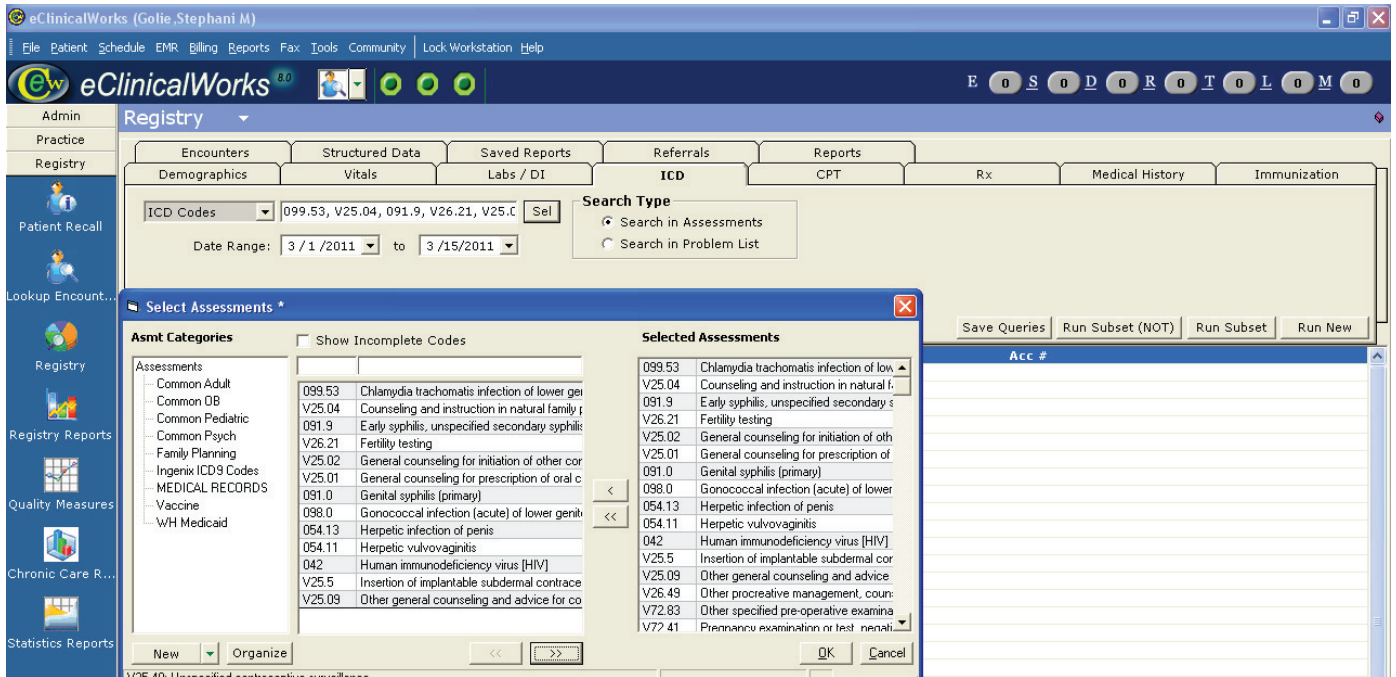 eClinicalWorks (Golie ,Stephani M)
File Patient Schedule EMR Billing Reports Fax Tools Community Lock Workstation Help
eCw eClinicalWorks 8.0 E 0 S 0 D 0 R 0 T 0 L 0 M 0
Admin
Practice
Registry
Patient Recall
Lookup Encount...
Registry
Registry Reports
Quality Measures
Chronic Care R...
Statistics Reports
Registry
Encounters Structured Data Saved Reports Referrals Reports
Demographics Vitals Labs / DI ICD CPT Rx Medical History Immunization
ICD Codes 099.53, V25.04, 091.9, V26.21, V25.0 Sel
Date Range: 3 / 1 /2011 to 3 /15/2011
Search Type
Search in Assessments
Search in Problem List
Save Queries Run Subset (NOT) Run Subset Run New
Acc #
Select Assessments *
Asmt Categories
Assessments
Common Adult
Common OB
Common Pediatric
Common Psych
Family Planning
Ingenix ICD9 Codes
MEDICAL RECORDS
Vaccine
WH Medicaid
Show Incomplete Codes
099.53 Chlamydia trachomatis infection of lower ger
V25.04 Counseling and instruction in natural family p
091.9 Early syphilis, unspecified secondary syphilis
V26.21 Fertility testing
V25.02 General counseling for initiation of other con
V25.01 General counseling for prescription of oral c
091.0 Genital syphilis (primary)
098.0 Gonococcal infection (acute) of lower genito
054.13 Herpetic infection of penis
054.11 Herpetic vulvovaginitis
042 Human immunodeficiency virus [HIV]
V25.5 Insertion of implantable subdermal contrace
V25.09 Other general counseling and advice for co
<
<<
Selected Assessments
099.53 Chlamydia trachomatis infection of low
V25.04 Counseling and instruction in natural f
091.9 Early syphilis, unspecified secondary s
V26.21 Fertility testing
V25.02 General counseling for initiation of oth
V25.01 General counseling for prescription of
091.0 Genital syphilis (primary)
098.0 Gonococcal infection (acute) of lower
054.13 Herpetic infection of penis
054.11 Herpetic vulvovaginitis
042 Human immunodeficiency virus [HIV]
V25.5 Insertion of implantable subdermal cor
V25.09 Other general counseling and advice
V26.49 Other procreative management, coun
V72.83 Other specified pre-operative examina
V72.41 Pregnancy examination or test, negati
New Organize << >> OK Cancel
V25.40: Unspecified contraceptive surveillance